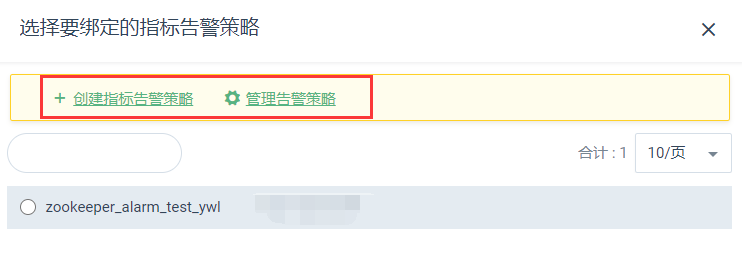 选择要绑定的指标告警策略
创建指标告警策略 管理告警策略
合计 : 1 10/页
zookeeper_alarm_test_ywl